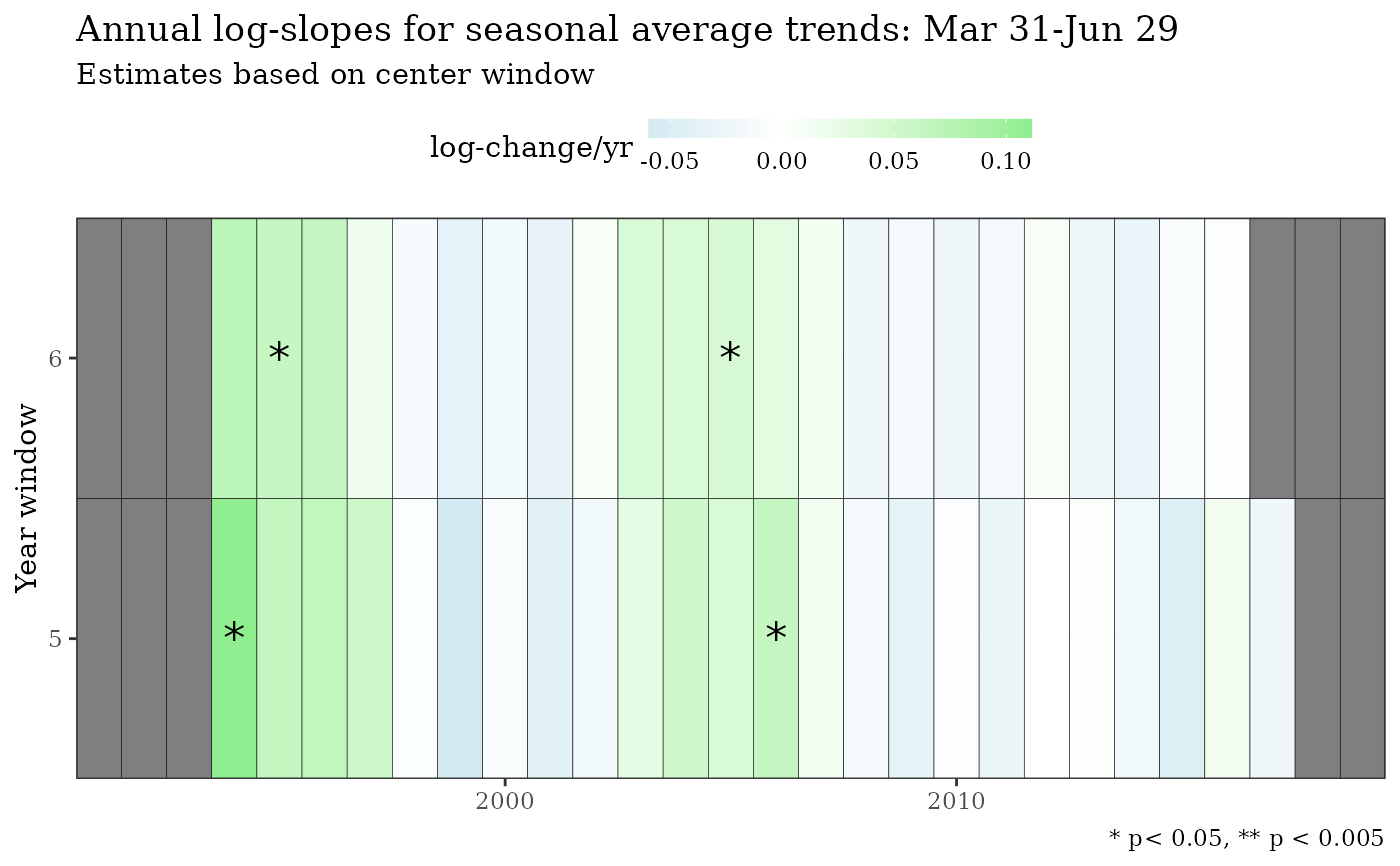 Annual log-slopes for seasonal average trends: Mar 31-Jun 29
Estimates based on center window
log-change/yr
-0.05 0.00 0.05 0.10
Year window
6
* *
5
* *
2000 2010
* p< 0.05, ** p < 0.005